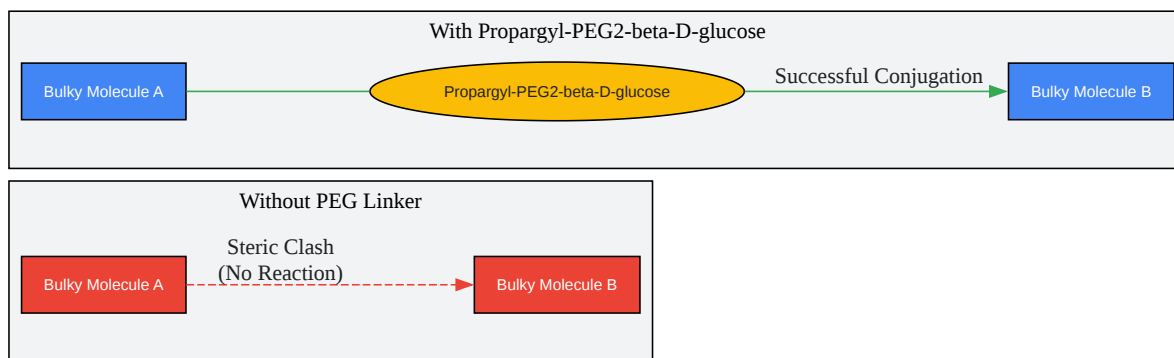 With Propargyl-PEG2-beta-D-glucose
Bulky Molecule A
Propargyl-PEG2-beta-D-glucose
Successful Conjugation
Bulky Molecule B
Without PEG Linker
Bulky Molecule A
Steric Clash
(No Reaction)
Bulky Molecule B